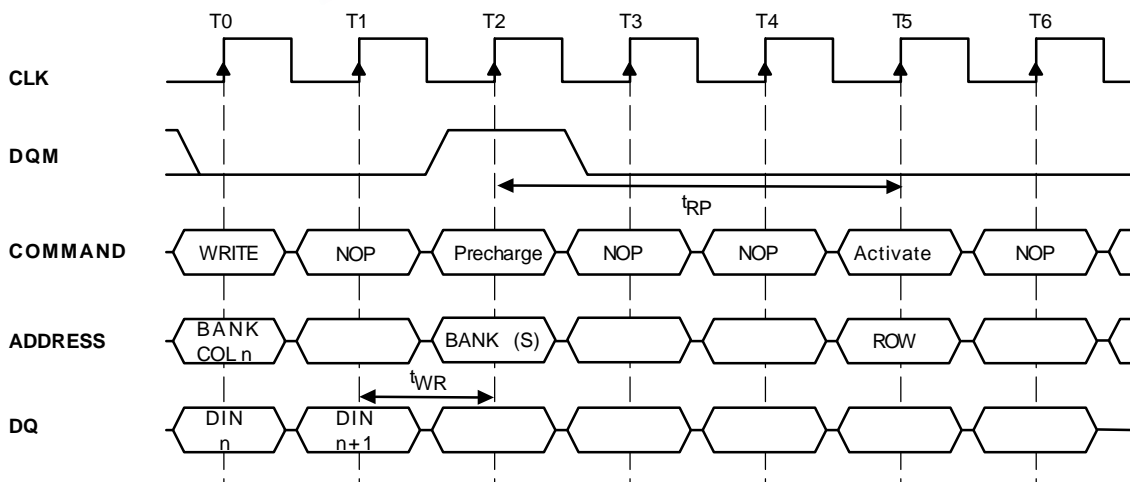 T0 T1 T2 T3 T4 T5 T6
CLK
DQM
tRP
COMMAND WRITE NOP Precharge NOP NOP Activate NOP
ADDRESS BANK COL n BANK (S) ROW
tWR
DQ DIN n DIN n+1